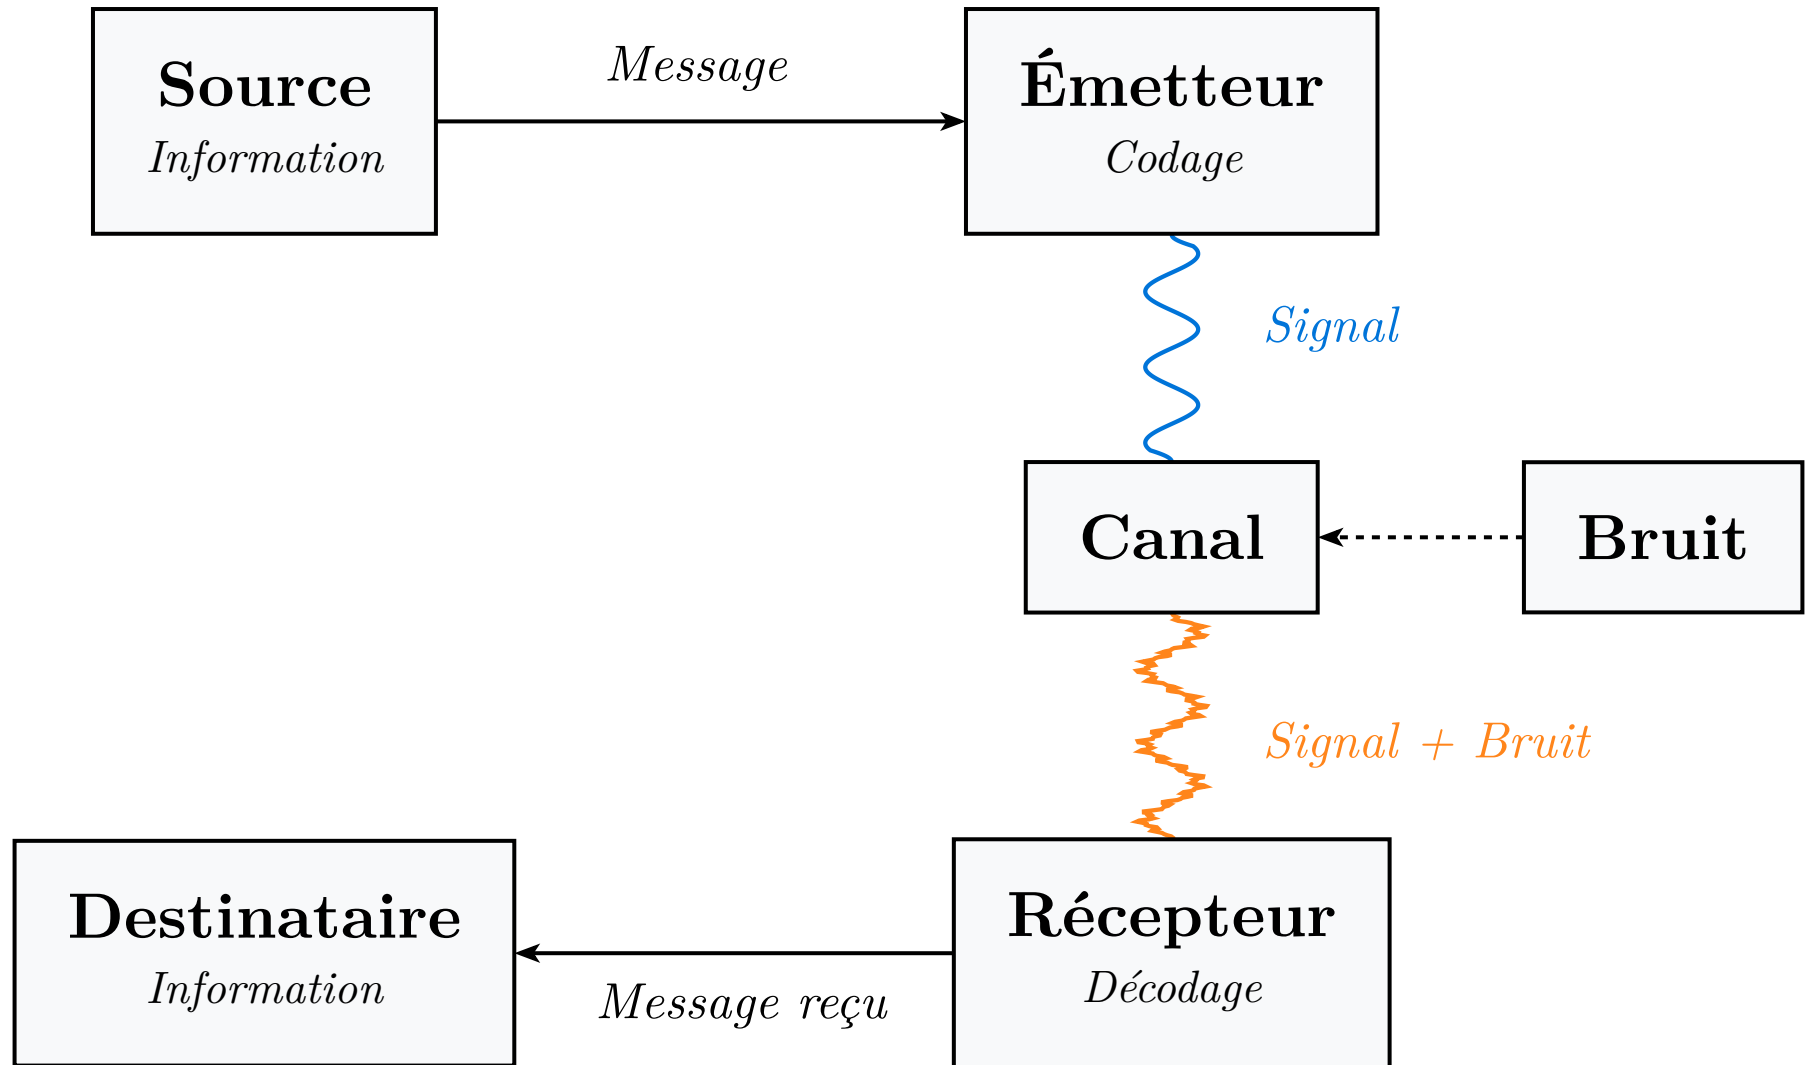 Source
Information
Message
Émetteur
Codage
Signal
Canal
Bruit
Signal + Bruit
Destinataire
Information
Message reçu
Récepteur
Décodage